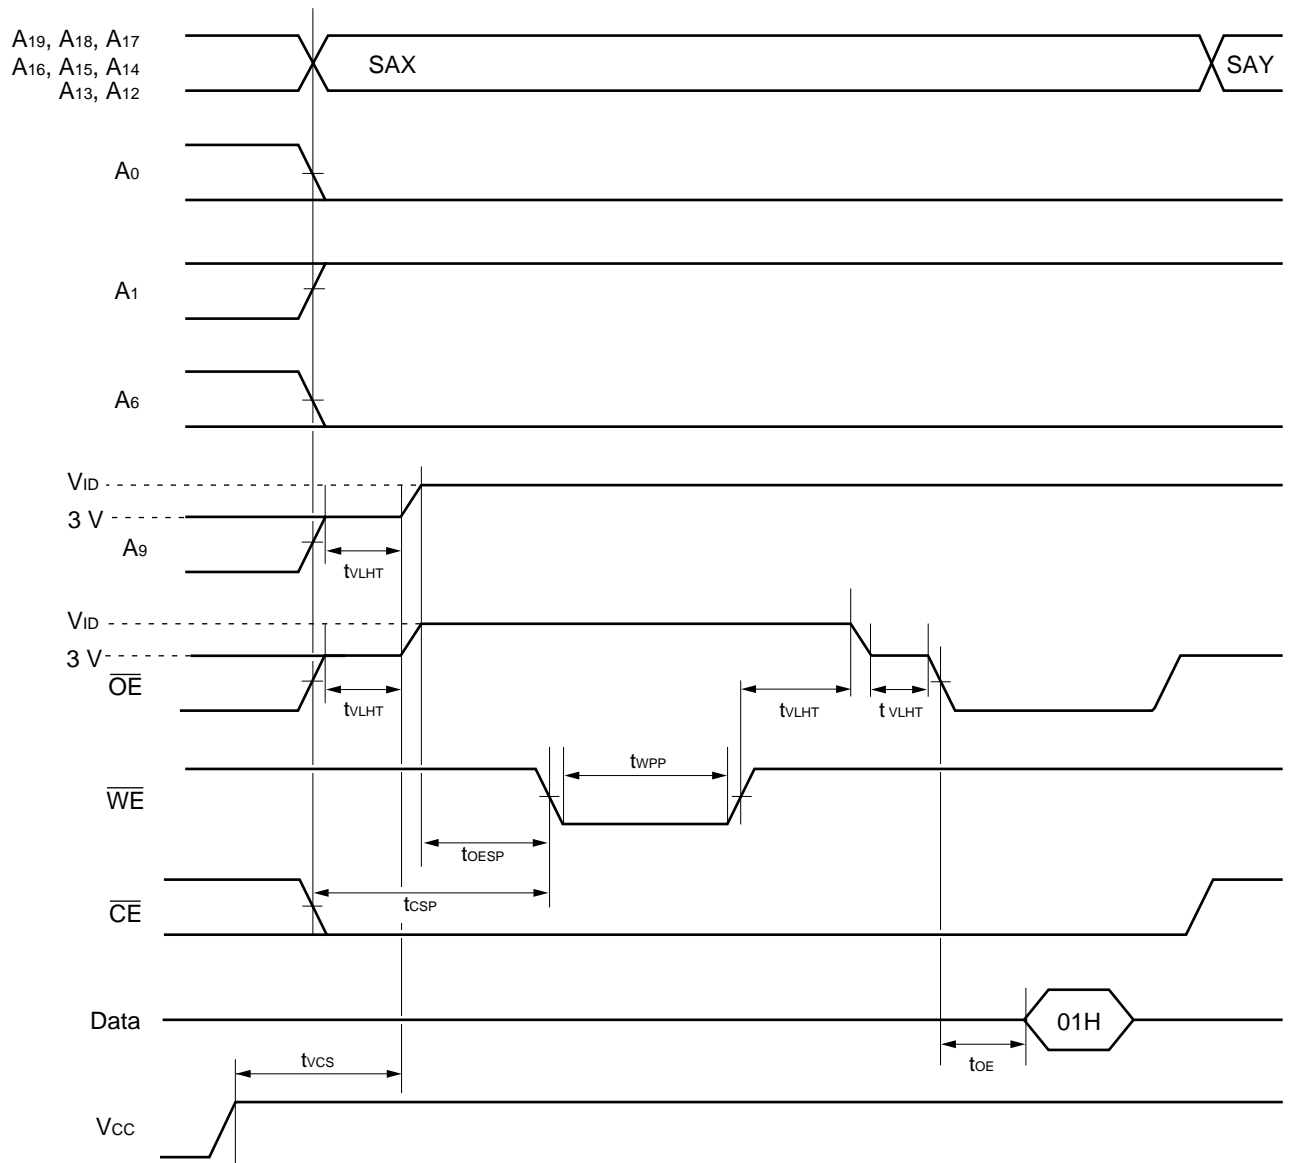 A19, A18, A17
A16, A15, A14
A13, A12
SAX
SAY
A0
A1
A6
VID
3 V
A9
tVLHT
VID
3 V
OE
tVLHT
tVLHT
t VLHT
tWPP
WE
tOESP
tCSP
CE
Data
01H
tOE
tVCS
VCC